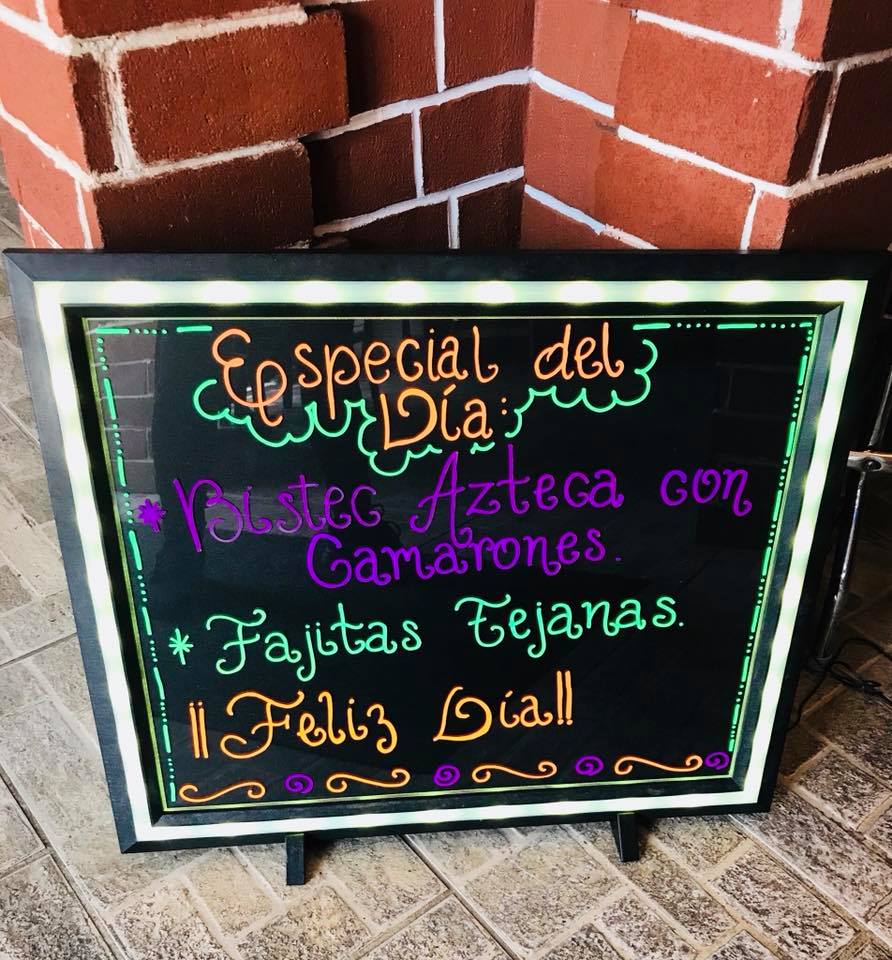 Especial del
Día:
* Bistec Azteca con
Camarones.
* Fajitas Tejanas.
¡¡Feliz Día!!